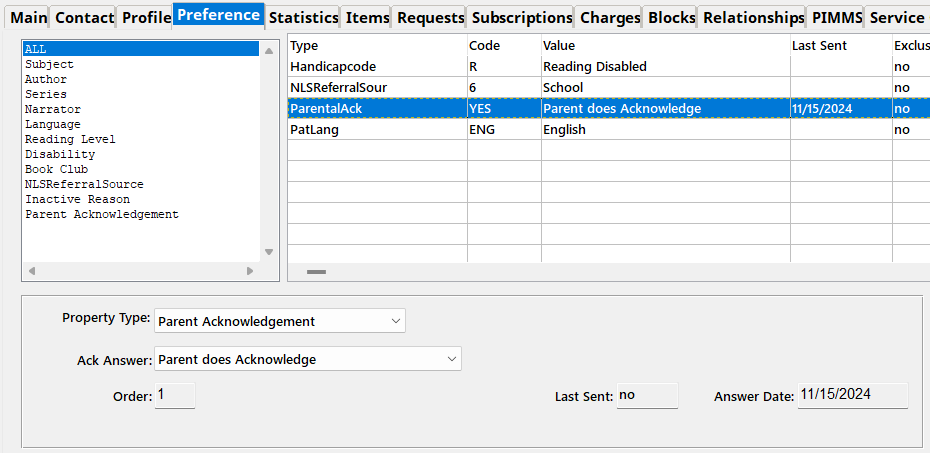 Main Contact Profile Preference Statistics Items Requests Subscriptions Charges Blocks Relationships PIMMS Service
ALL
Subject
Author
Series
Narrator
Language
Reading Level
Disability
Book Club
NLSReferralSource
Inactive Reason
Parent Acknowledgement
Type Code Value Last Sent Exclus
Handicapcode R Reading Disabled no
NLSReferralSour 6 School no
ParentalAck YES Parent does Acknowledge 11/15/2024 no
PatLang ENG English no
Property Type: Parent Acknowledgement
Ack Answer: Parent does Acknowledge
Order: 1 Last Sent: no Answer Date: 11/15/2024